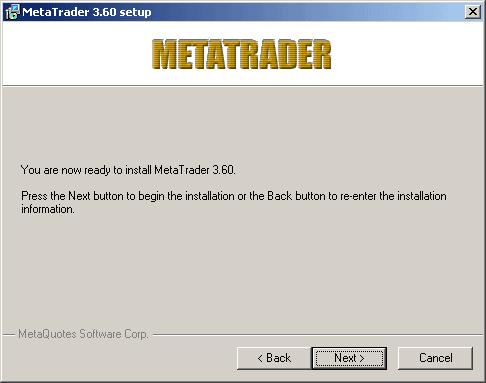 MetaTrader 3.60 setup
METATRADER
You are now ready to install MetaTrader 3.60.
Press the Next button to begin the installation or the Back button to re-enter the installation
information.
MetaQuotes Software Corp.
< Back
Next >
Cancel